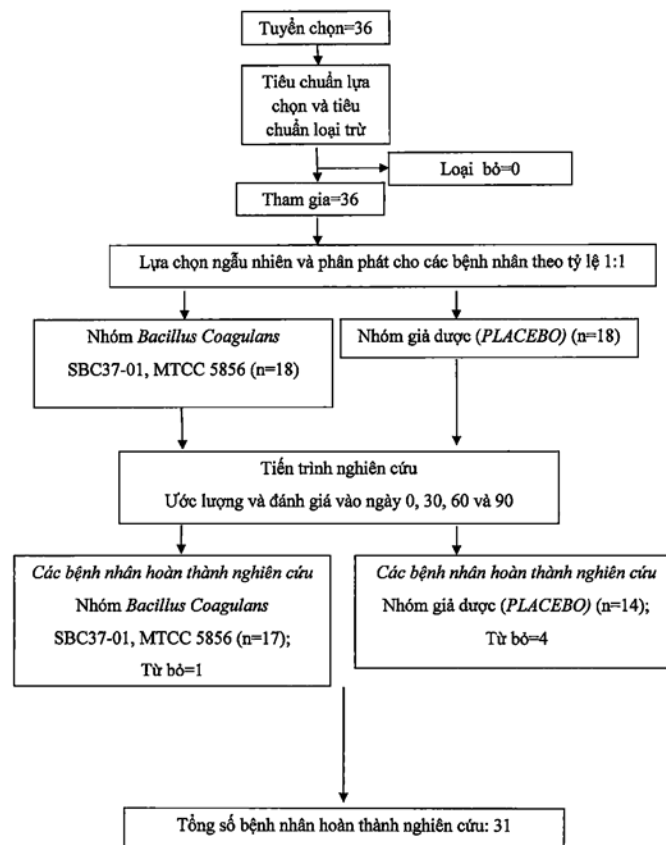 Tuyển chọn=36
Tiêu chuẩn lựa
chọn và tiêu
chuẩn loại trừ
Loại bỏ=0
Tham gia=36
Lựa chọn ngẫu nhiên và phân phát cho các bệnh nhân theo tỷ lệ 1:1
Nhóm Bacillus Coagulans
SBC37-01, MTCC 5856 (n=18)
Nhóm giả dược (PLACEBO) (n=18)
Tiến trình nghiên cứu
Ước lượng và đánh giá vào ngày 0, 30, 60 và 90
Các bệnh nhân hoàn thành nghiên cứu
Nhóm Bacillus Coagulans
SBC37-01, MTCC 5856 (n=17);
Từ bỏ=1
Các bệnh nhân hoàn thành nghiên cứu
Nhóm giả dược (PLACEBO) (n=14);
Từ bỏ=4
Tổng số bệnh nhân hoàn thành nghiên cứu: 31